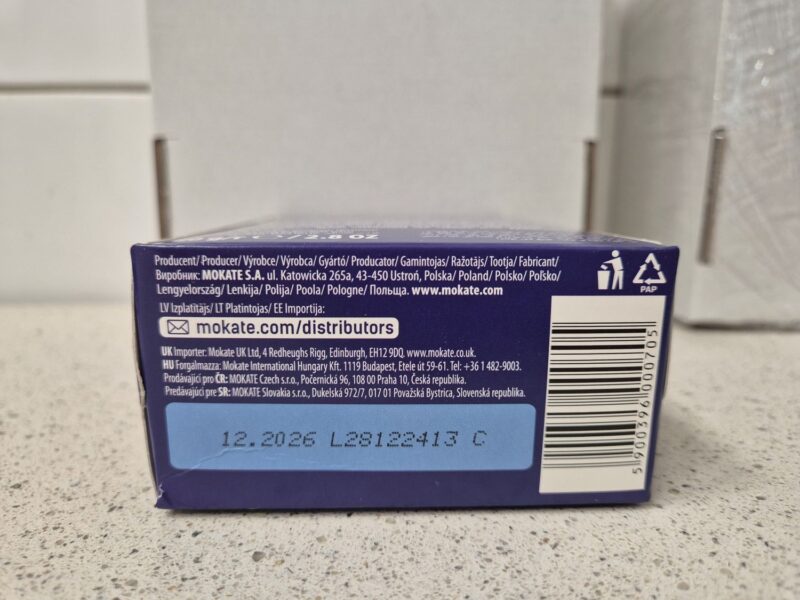 / 2.8 oz
Producent/ Producer/ Výrobce/ Výrobca/ Gyártó/ Producator/ Gamintojas/ Ražotājs/ Tootja/ Fabricant/
Виробник: MOKATE S.A. ul. Katowicka 265a, 43-450 Ustroń, Polska/ Poland/ Polsko/ Poľsko/
Lengyelország/ Lenkija/ Polija/ Poola/ Pologne/ Польща. www.mokate.com
LV Izplatītājs/ LT Platintojas/ EE Importija:
mokate.com/distributors
UK Importer: Mokate UK Ltd, 4 Redheughs Rigg, Edinburgh, EH12 9DQ. www.mokate.co.uk.
HU Forgalmazza: Mokate International Hungary Kft. 1119 Budapest, Etele út 59-61. Tel: +36 1 482-9003.
Prodávající pro ČR: MOKATE Czech s.r.o., Počernická 96, 108 00 Praha 10, Česká republika.
Predávajúci pre SR: MOKATE Slovakia s.r.o., Dukelská 972/7, 017 01 Považská Bystrica, Slovenská republika.
12.2026 L28122413 C
PAP
5 900396 000705